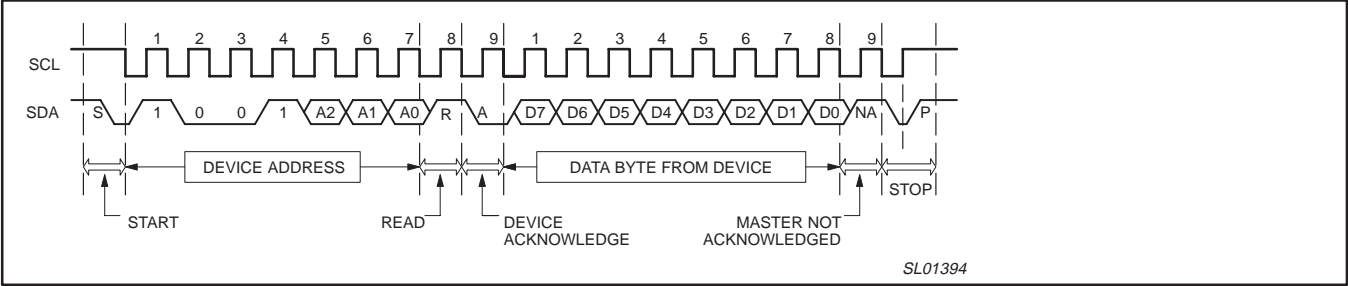 1 2 3 4 5 6 7 8 9 1 2 3 4 5 6 7 8 9
SCL
SDA S 1 0 0 1 A2 A1 A0 R A D7 D6 D5 D4 D3 D2 D1 D0 NA P
DEVICE ADDRESS DATA BYTE FROM DEVICE
STOP
START READ DEVICE MASTER NOT
ACKNOWLEDGE ACKNOWLEDGED
SL01394